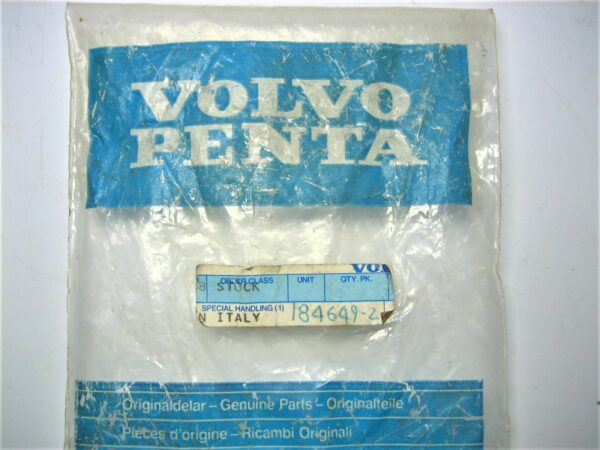 VOLVO
PENTA
VOL
8 ORDER CLASS UNIT QTY. PK.
STOCK
SPECIAL HANDLING (1) 184649-2
N ITALY
Originaldelar – Genuine Parts – Originalteile
Pièces d'origine – Ricambi Originali